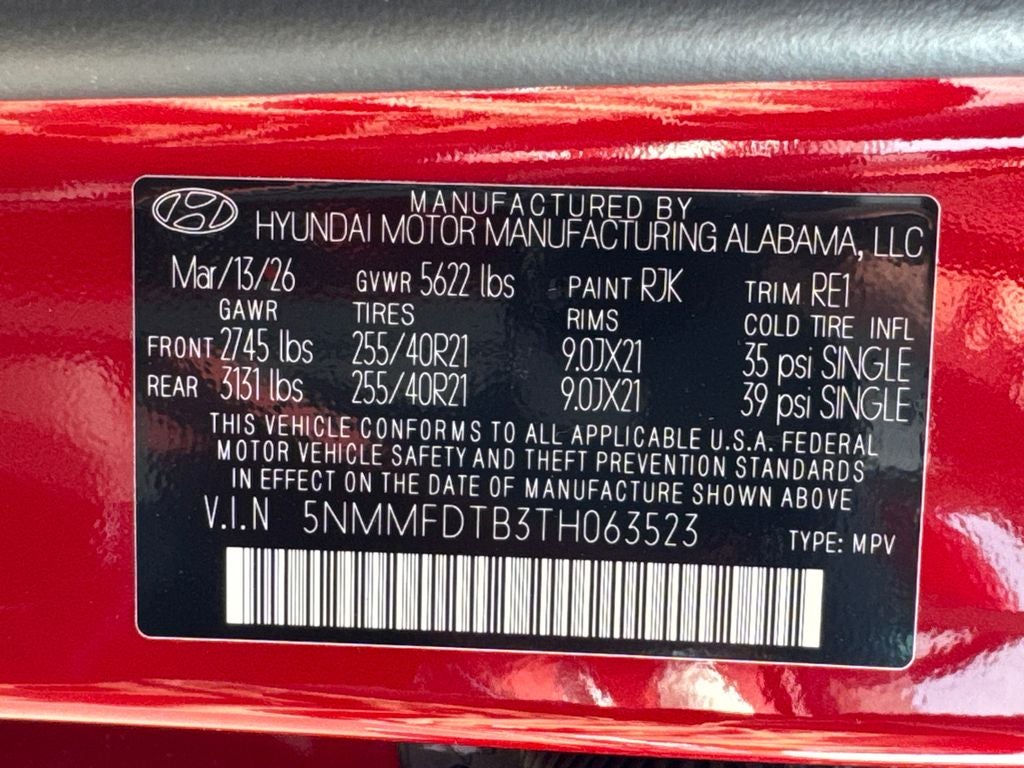 MANUFACTURED BY
HYUNDAI MOTOR MANUFACTURING ALABAMA, LLC
Mar/13/26 GVWR 5622 lbs PAINT RJK TRIM RE1
GAWR TIRES RIMS COLD TIRE INFL
FRONT 2745 lbs 255/40R21 9.0JX21 35 psi SINGLE
REAR 3131 lbs 255/40R21 9.0JX21 39 psi SINGLE
THIS VEHICLE CONFORMS TO ALL APPLICABLE U.S.A. FEDERAL
MOTOR VEHICLE SAFETY AND THEFT PREVENTION STANDARDS
IN EFFECT ON THE DATE OF MANUFACTURE SHOWN ABOVE
V.I.N 5NMMFDTB3TH063523 TYPE: MPV